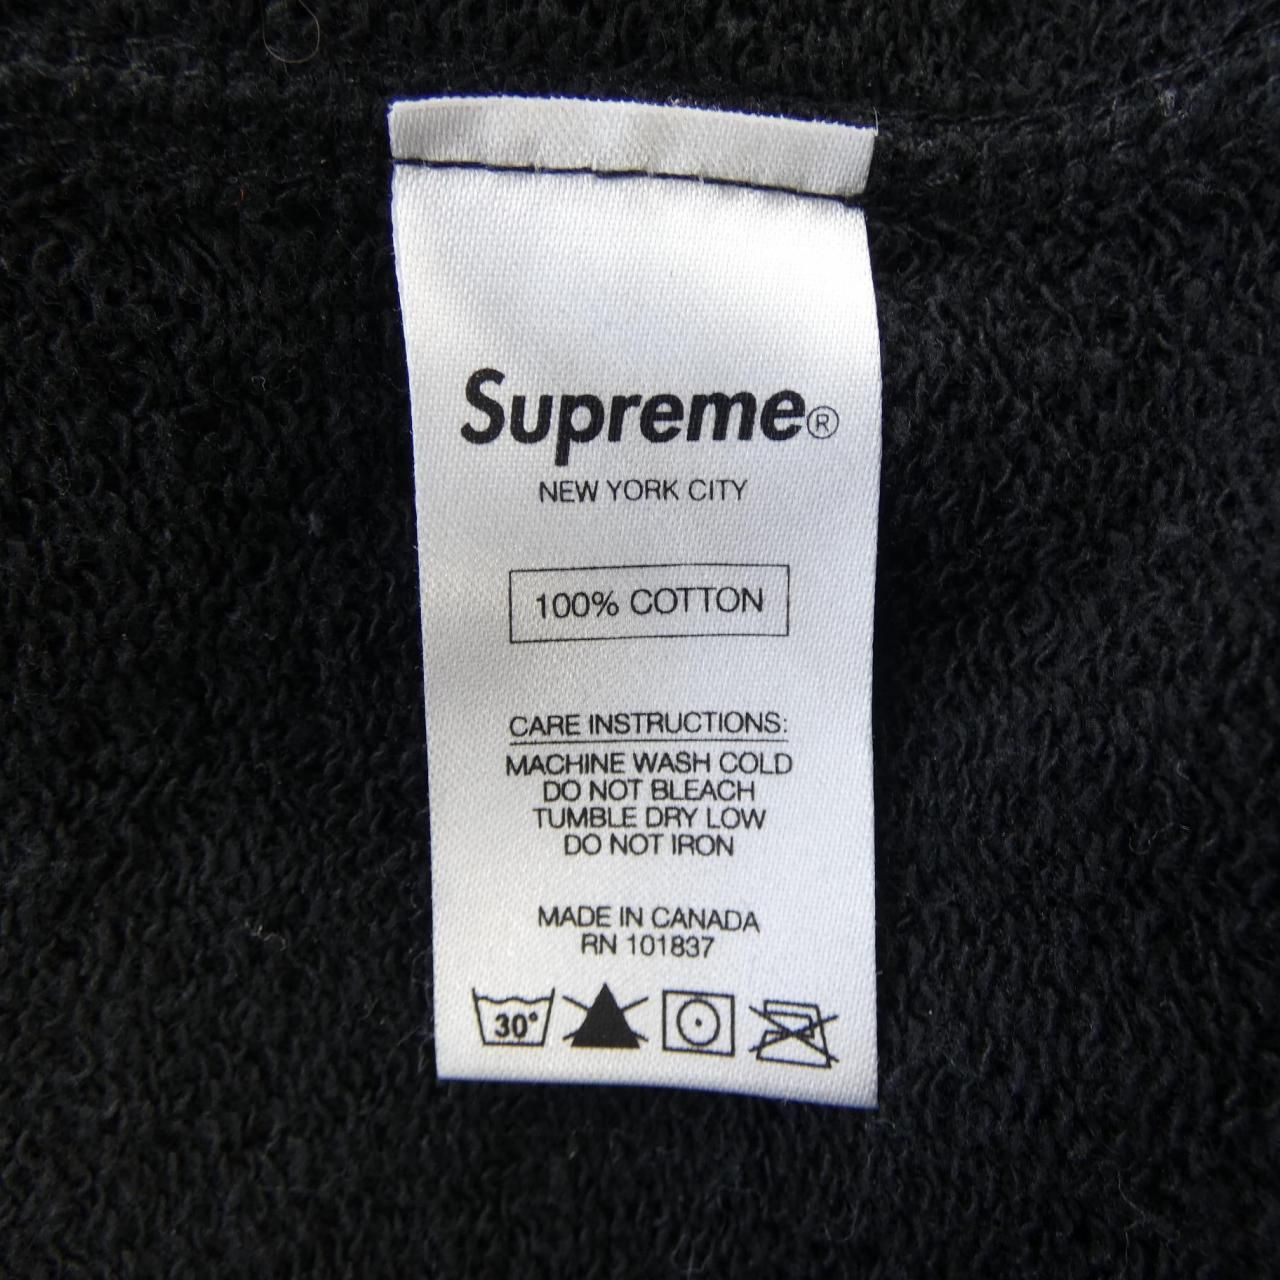 Supreme®
NEW YORK CITY
100% COTTON
CARE INSTRUCTIONS:
MACHINE WASH COLD
DO NOT BLEACH
TUMBLE DRY LOW
DO NOT IRON
MADE IN CANADA
RN 101837
30°